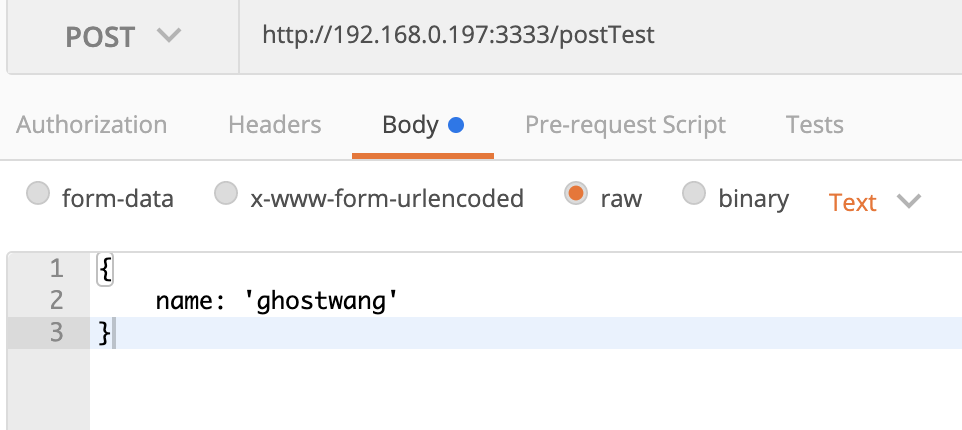 POST http://192.168.0.197:3333/postTest
Authorization Headers Body Pre-request Script Tests
form-data x-www-form-urlencoded raw binary Text
1 {
2 name: 'ghostwang'
3 }